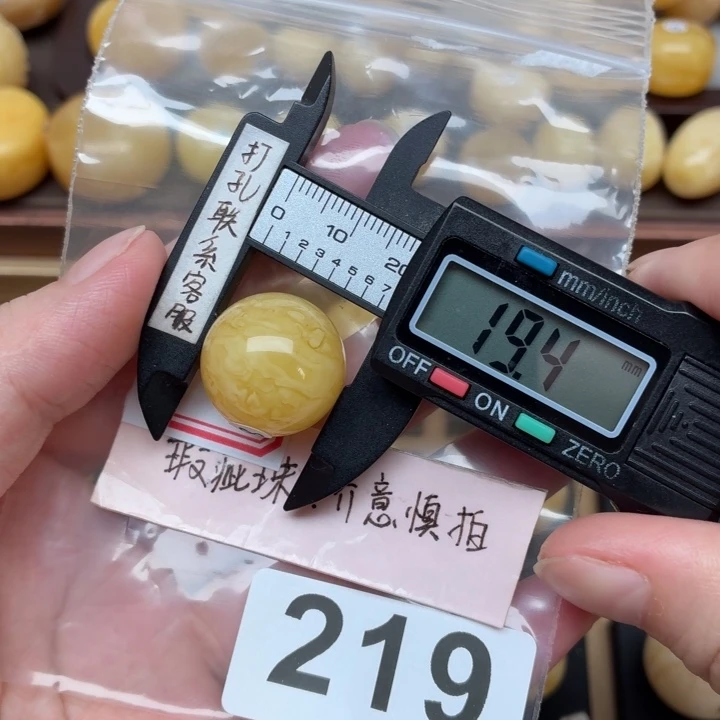 打孔联系客服
0 10 20
1 2 3 4 5 6 7
mm/inch
19.4 mm
OFF ON ZERO
瑕疵珠 介意慎拍
219